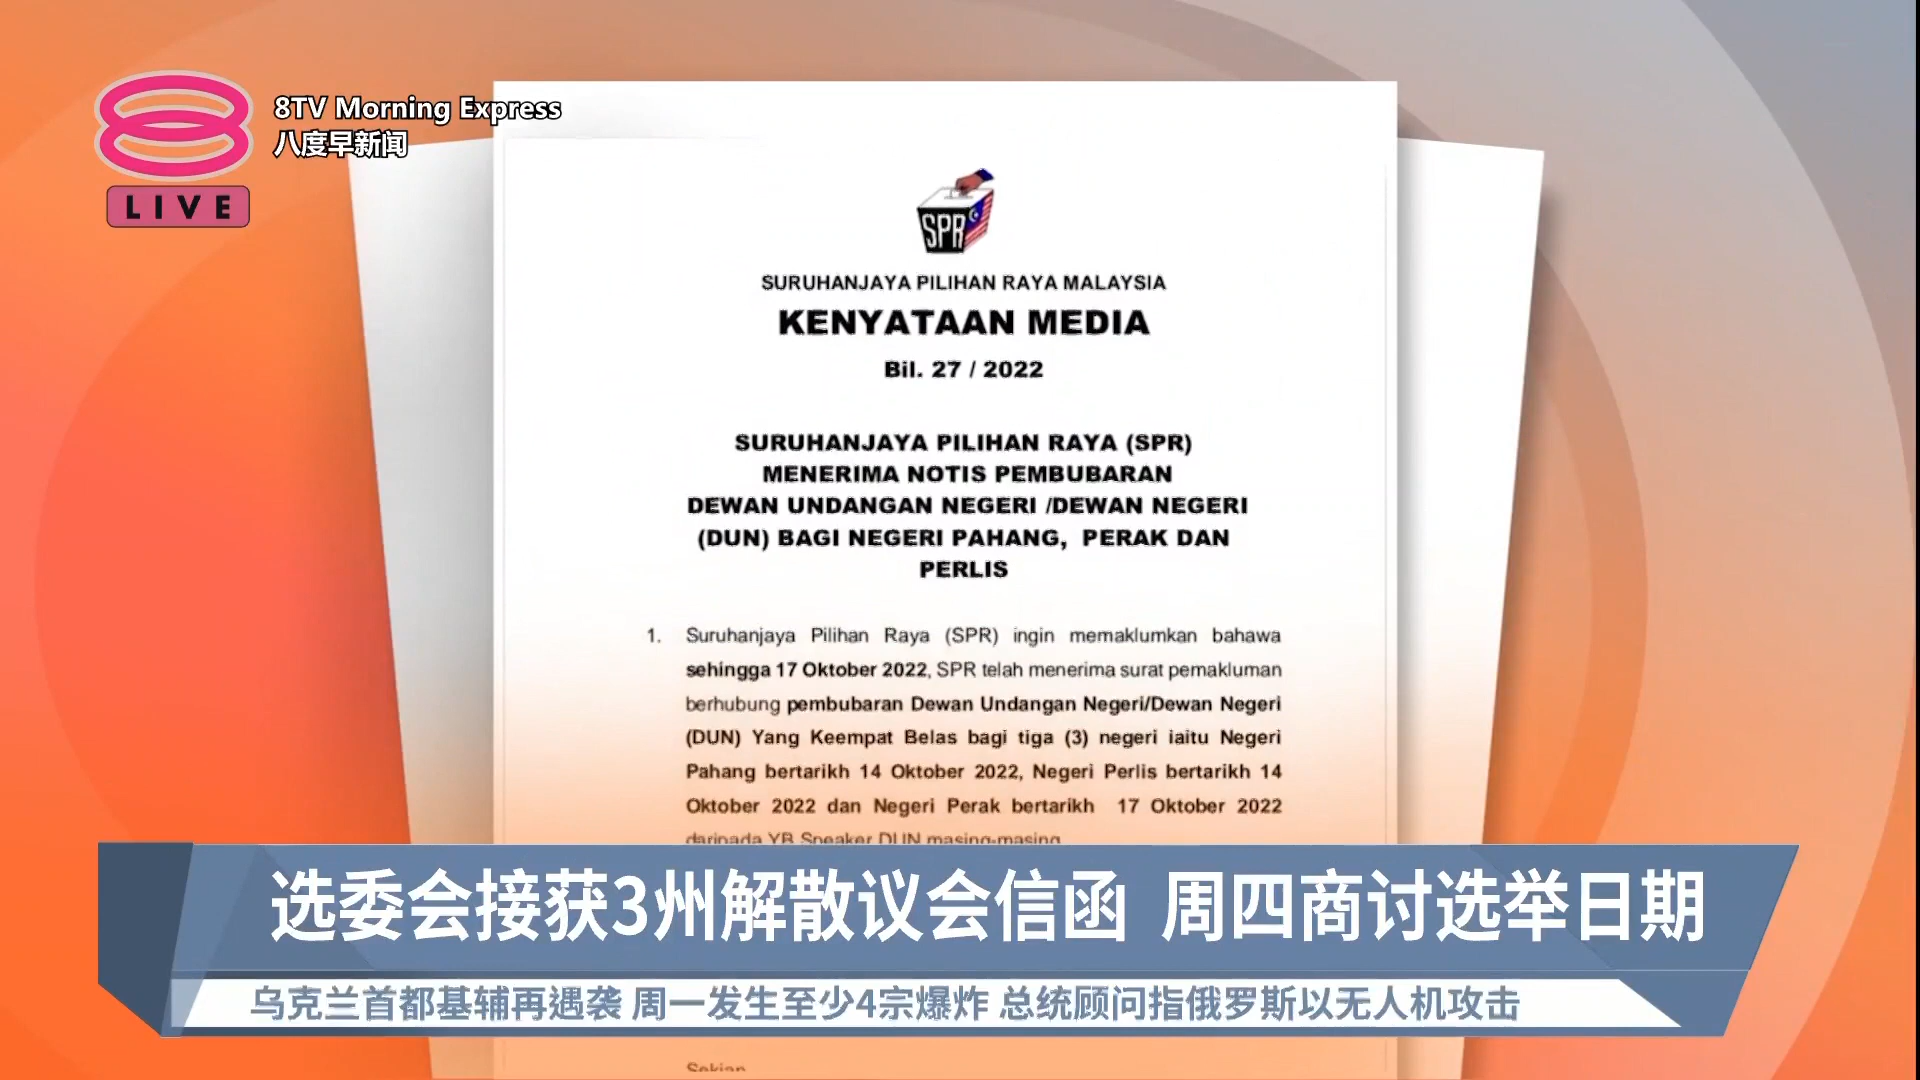 8TV Morning Express
八度早新闻
LIVE
SPR
SURUHANJAYA PILIHAN RAYA MALAYSIA
KENYATAAN MEDIA
Bil. 27 / 2022
SURUHANJAYA PILIHAN RAYA (SPR)
MENERIMA NOTIS PEMBUBARAN
DEWAN UNDANGAN NEGERI /DEWAN NEGERI
(DUN) BAGI NEGERI PAHANG, PERAK DAN
PERLIS
1. Suruhanjaya Pilihan Raya (SPR) ingin memaklumkan bahawa
sehingga 17 Oktober 2022, SPR telah menerima surat pemakluman
berhubung pembubaran Dewan Undangan Negeri/Dewan Negeri
(DUN) Yang Keempat Belas bagi tiga (3) negeri iaitu Negeri
Pahang bertarikh 14 Oktober 2022, Negeri Perlis bertarikh 14
Oktober 2022 dan Negeri Perak bertarikh 17 Oktober 2022
daripada YB Speaker DUN masing-masing.
选委会接获3州解散议会信函 周四商讨选举日期
乌克兰首都基辅再遇袭 周一发生至少4宗爆炸 总统顾问指俄罗斯以无人机攻击
Sekian